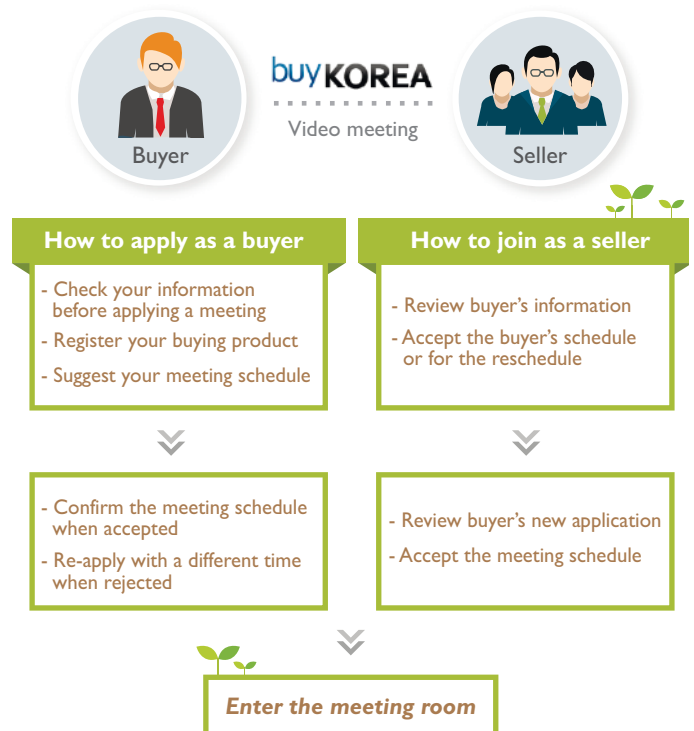 buyKOREA
Video meeting
Buyer
Seller
How to apply as a buyer
- Check your information
before applying a meeting
- Register your buying product
- Suggest your meeting schedule
How to join as a seller
- Review buyer's information
- Accept the buyer's schedule
or for the reschedule
- Confirm the meeting schedule
when accepted
- Re-apply with a different time
when rejected
- Review buyer's new application
- Accept the meeting schedule
Enter the meeting room